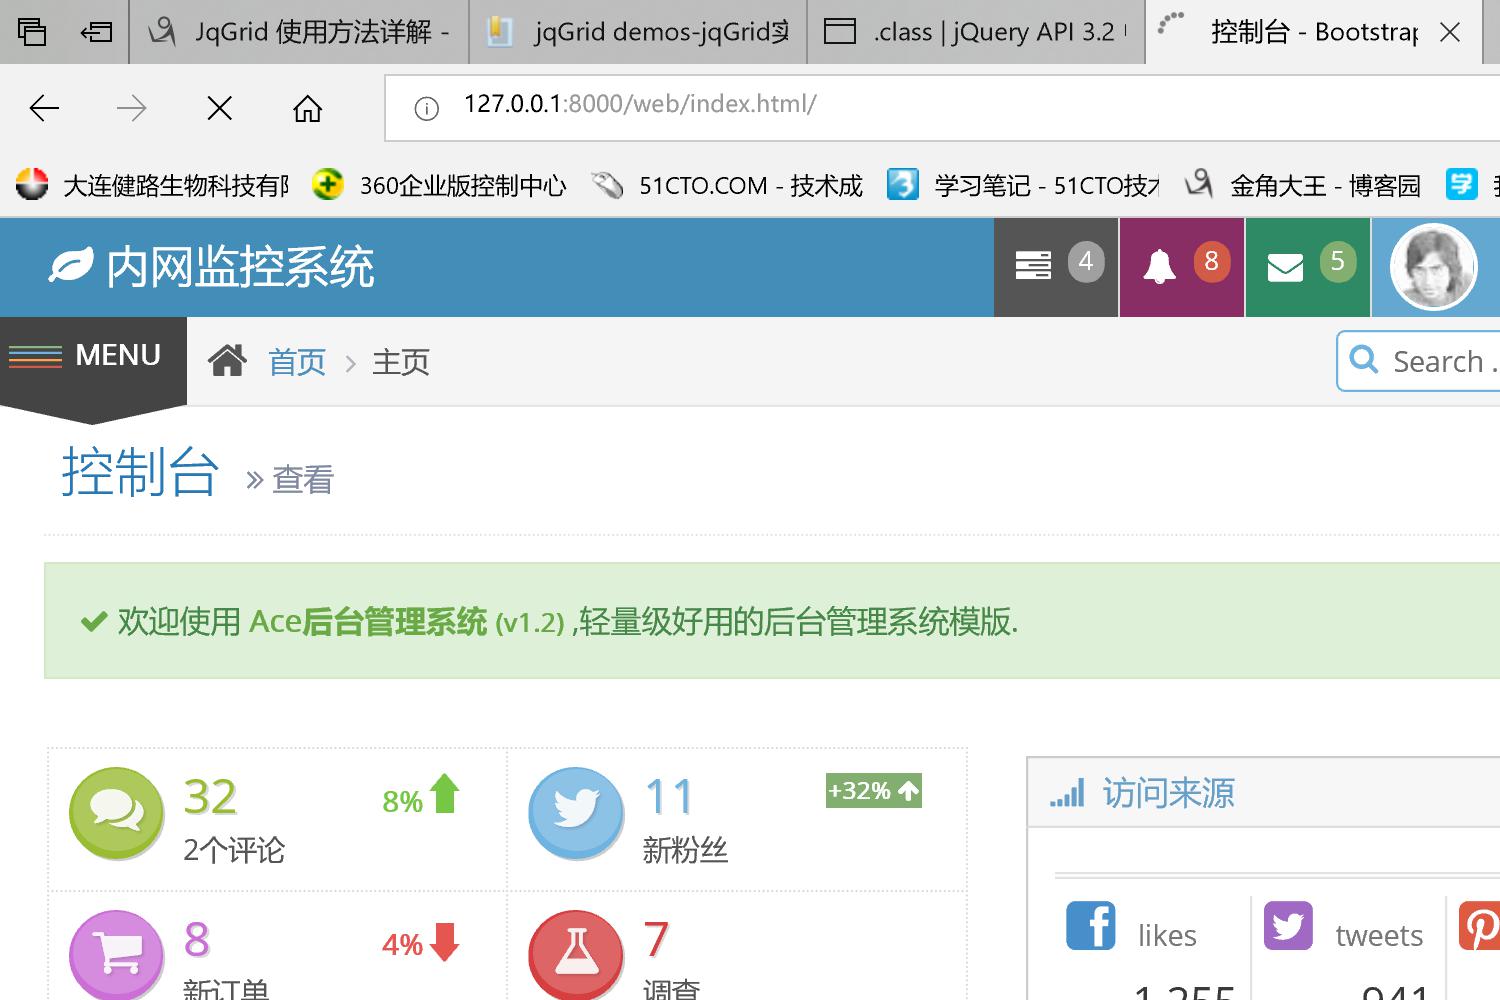 JqGrid 使用方法详解 -
jqGrid demos-jqGrid实
.class | jQuery API 3.2
控制台 - Bootstrap
127.0.0.1:8000/web/index.html/
大连健路生物科技有限
360企业版控制中心
51CTO.COM - 技术成
学习笔记 - 51CTO技术
金角大王 - 博客园
学
内网监控系统
4
8
5
MENU
首页 > 主页
Search .
控制台 » 查看
欢迎使用 Ace后台管理系统 (v1.2) ,轻量级好用的后台管理系统模版.
32
8%
2个评论
11
+32%
新粉丝
访问来源
8
4%
新订单
7
调查
likes
tweets
1,255
941